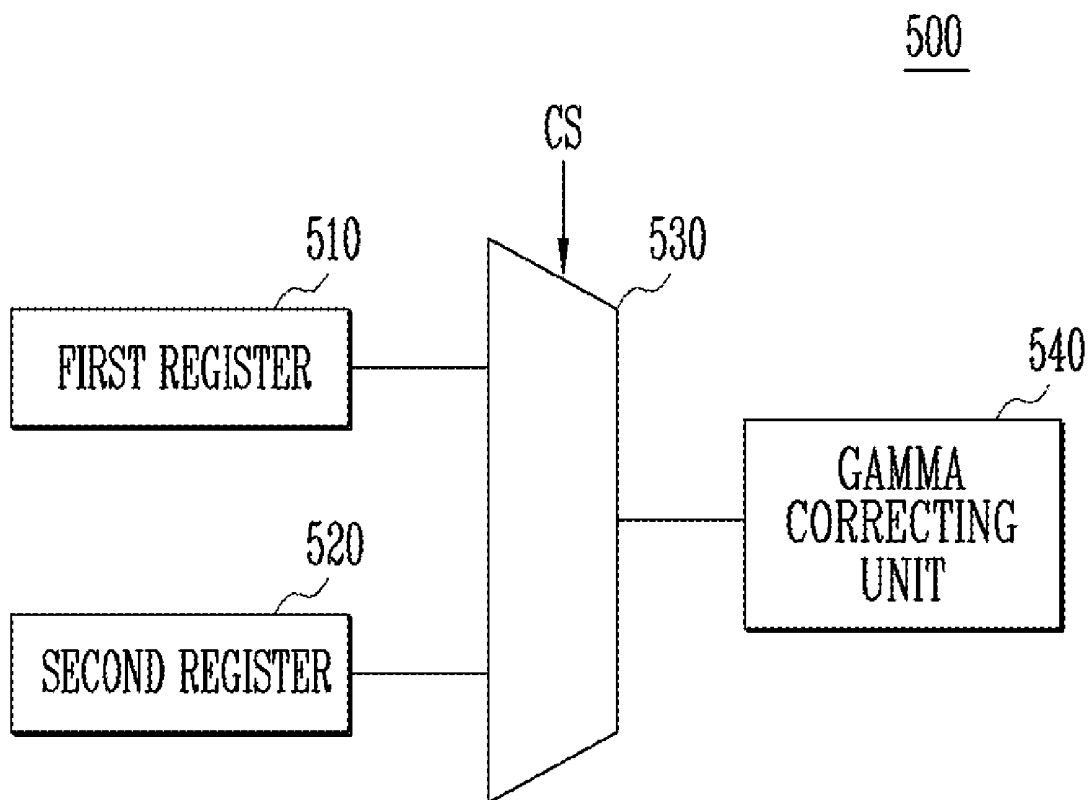 500
CS
510
530
FIRST REGISTER
540
GAMMA
CORRECTING
UNIT
520
SECOND REGISTER